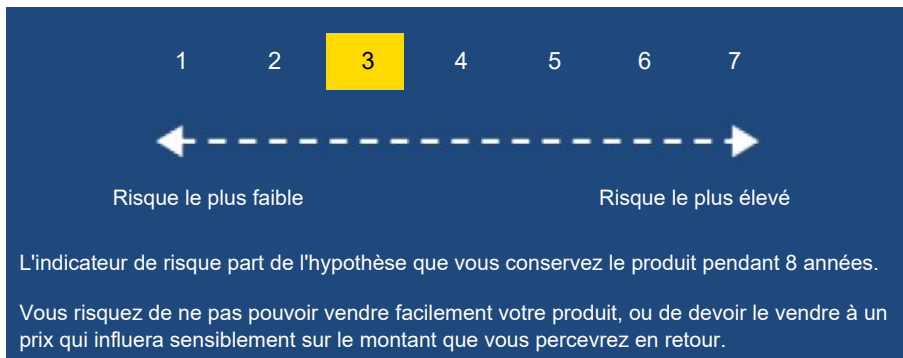 1 2 3 4 5 6 7
Risque le plus faible Risque le plus élevé
L'indicateur de risque part de l'hypothèse que vous conservez le produit pendant 8 années.
Vous risquez de ne pas pouvoir vendre facilement votre produit, ou de devoir le vendre à un
prix qui influera sensiblement sur le montant que vous percevrez en retour.